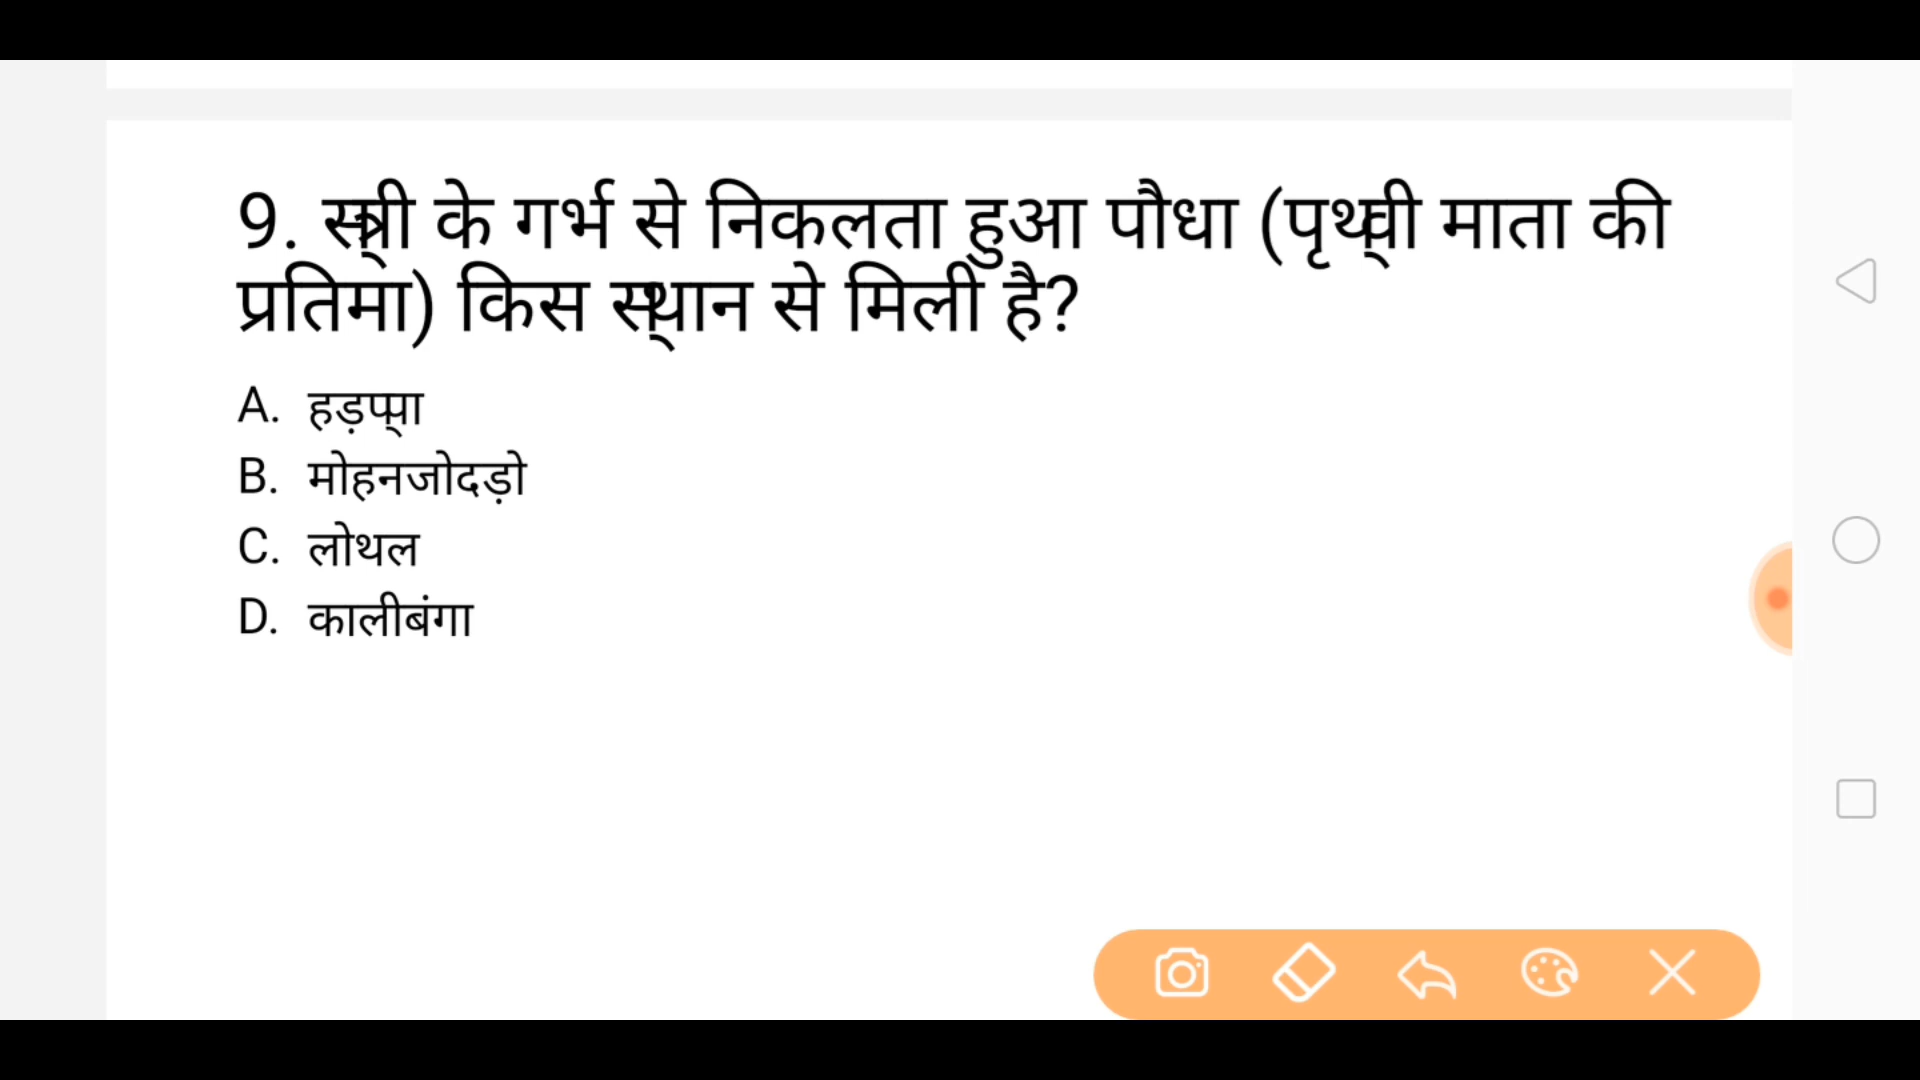 9. स्त्री के गर्भ से निकलता हुआ पौधा (पृथ्वी माता की
प्रतिमा) किस स्थान से मिली है?
A. हड़प्पा
B. मोहनजोदड़ो
C. लोथल
D. कालीबंगा